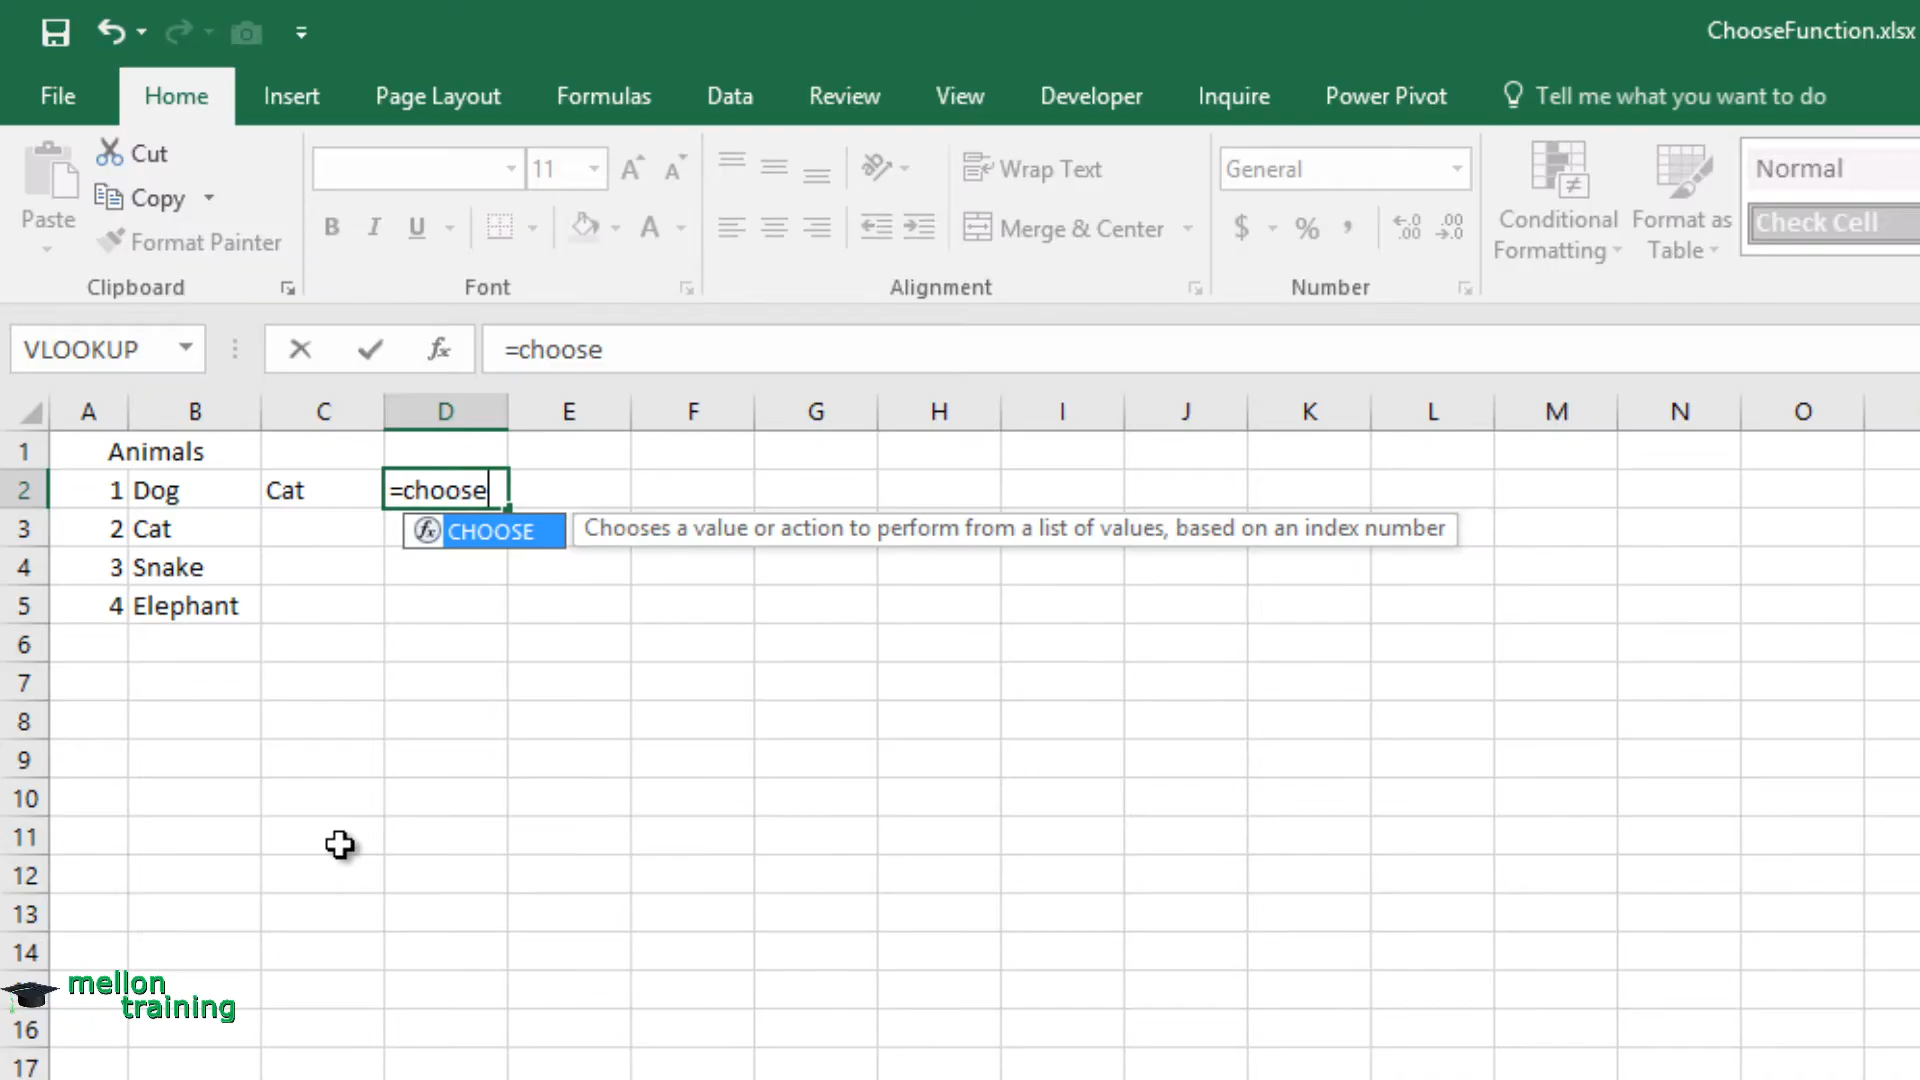 ChooseFunction.xlsx
File Home Insert Page Layout Formulas Data Review View Developer Inquire Power Pivot Tell me what you want to do
Paste
Cut
Copy
Format Painter
Clipboard
11
B I U A
Font
Wrap Text
Merge & Center
Alignment
General
$ % , .00
Number
Conditional Formatting
Format as Table
Normal
Check Cell
VLOOKUP fx =choose
A B C D E F G H I J K L M N O
1 Animals
2 1 Dog Cat =choose
fx CHOOSE Chooses a value or action to perform from a list of values, based on an index number
3 2 Cat
4 3 Snake
5 4 Elephant
6
7
8
9
10
11
12
13
14
mellon
training
16
17